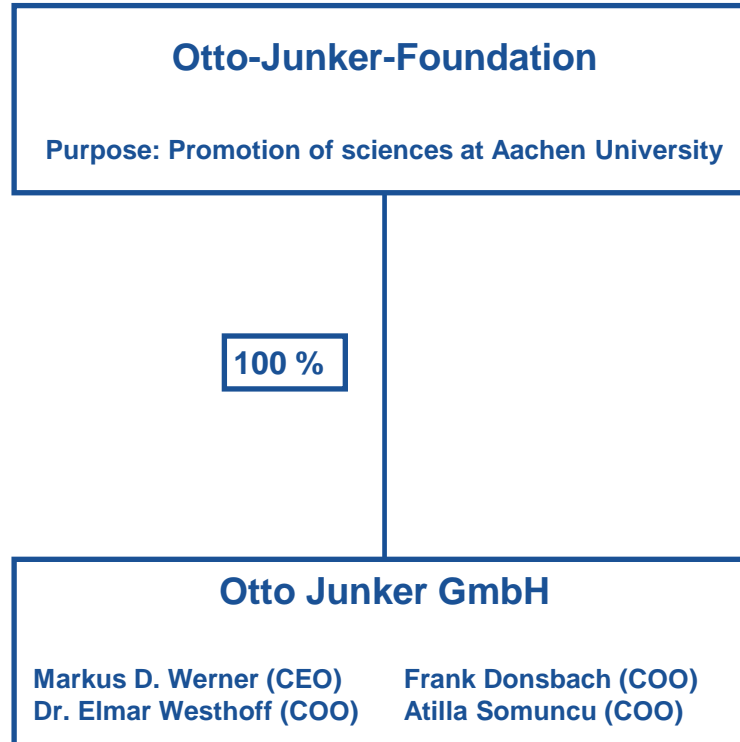 Otto-Junker-Foundation
Purpose: Promotion of sciences at Aachen University
100 %
Otto Junker GmbH
Markus D. Werner (CEO) Frank Donsbach (COO)
Dr. Elmar Westhoff (COO) Atilla Somuncu (COO)